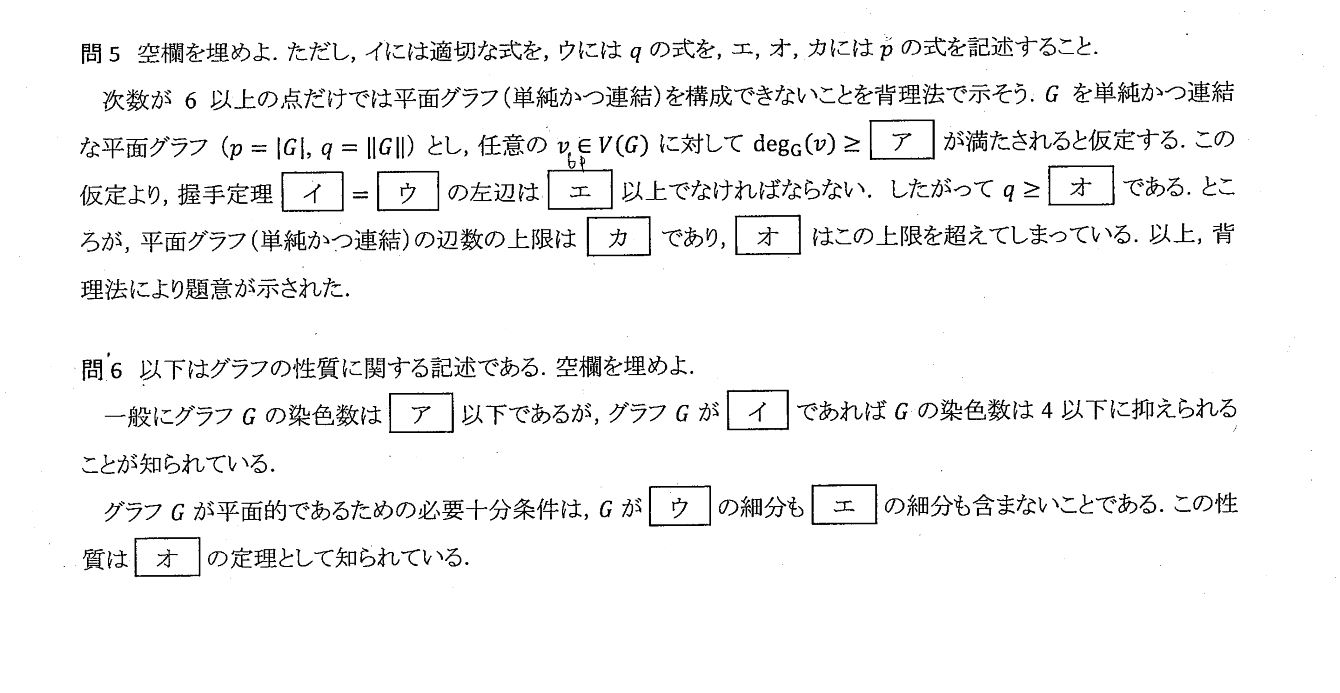 問5 空欄を埋めよ. ただし, イには適切な式を, ウには q の式を, エ, オ, カには p の式を記述すること.
次数が 6 以上の点だけでは平面グラフ(単純かつ連結)を構成できないことを背理法で示そう. G を単純かつ連結
な平面グラフ (p = |G|, q = ‖G‖) とし, 任意の v ∈ V(G) に対して deg_G(v) ≥ ア が満たされると仮定する. この
6p
仮定より, 握手定理 イ = ウ の左辺は エ 以上でなければならない. したがって q ≥ オ である. とこ
ろが, 平面グラフ(単純かつ連結)の辺数の上限は カ であり, オ はこの上限を超えてしまっている. 以上, 背
理法により題意が示された.
問6 以下はグラフの性質に関する記述である. 空欄を埋めよ.
一般にグラフ G の染色数は ア 以下であるが, グラフ G が イ であれば G の染色数は 4 以下に抑えられる
ことが知られている.
グラフ G が平面的であるための必要十分条件は, G が ウ の細分も エ の細分も含まないことである. この性
質は オ の定理として知られている.